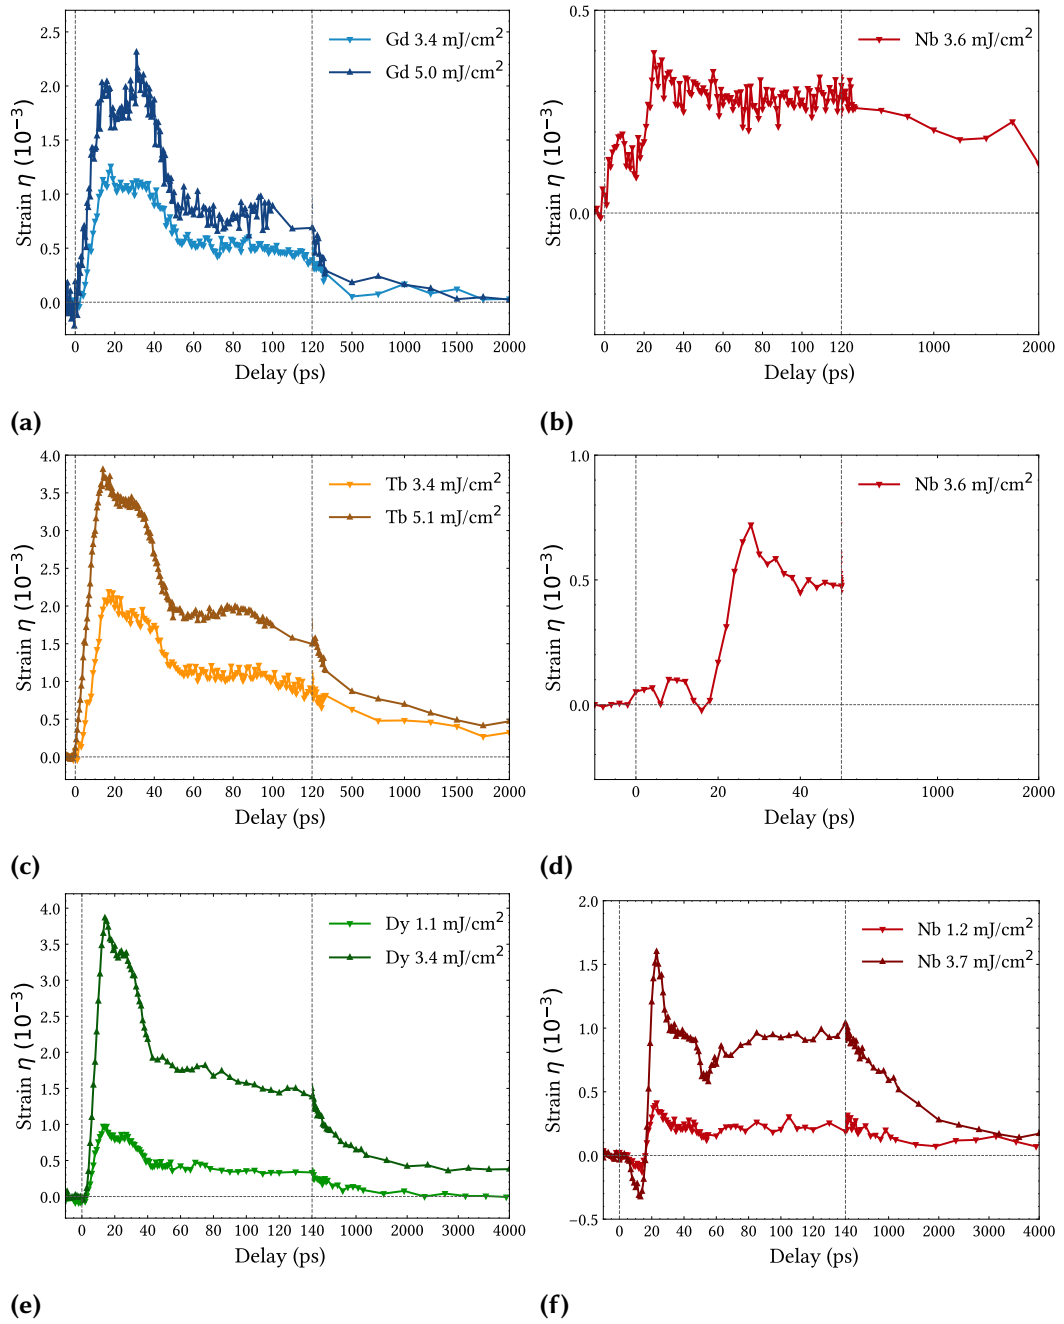 Gd 3.4 mJ/cm²
Gd 5.0 mJ/cm²
Strain η (10⁻³)
2.5
2.0
1.5
1.0
0.5
0.0
0 20 40 60 80 100 120 500 1000 1500 2000
Delay (ps)
(a)
Nb 3.6 mJ/cm²
Strain η (10⁻³)
0.5
0.0
0 20 40 60 80 100 120 1000 2000
Delay (ps)
(b)
Tb 3.4 mJ/cm²
Tb 5.1 mJ/cm²
Strain η (10⁻³)
4.0
3.5
3.0
2.5
2.0
1.5
1.0
0.5
0.0
0 20 40 60 80 100 120 500 1000 1500 2000
Delay (ps)
(c)
Nb 3.6 mJ/cm²
Strain η (10⁻³)
1.0
0.5
0.0
0 20 40 1000 2000
Delay (ps)
(d)
Dy 1.1 mJ/cm²
Dy 3.4 mJ/cm²
Strain η (10⁻³)
4.0
3.5
3.0
2.5
2.0
1.5
1.0
0.5
0.0
0 20 40 60 80 100 120 140 1000 2000 3000 4000
Delay (ps)
(e)
Nb 1.2 mJ/cm²
Nb 3.7 mJ/cm²
Strain η (10⁻³)
2.0
1.5
1.0
0.5
0.0
−0.5
0 20 40 60 80 100 120 140 1000 2000 3000 4000
Delay (ps)
(f)